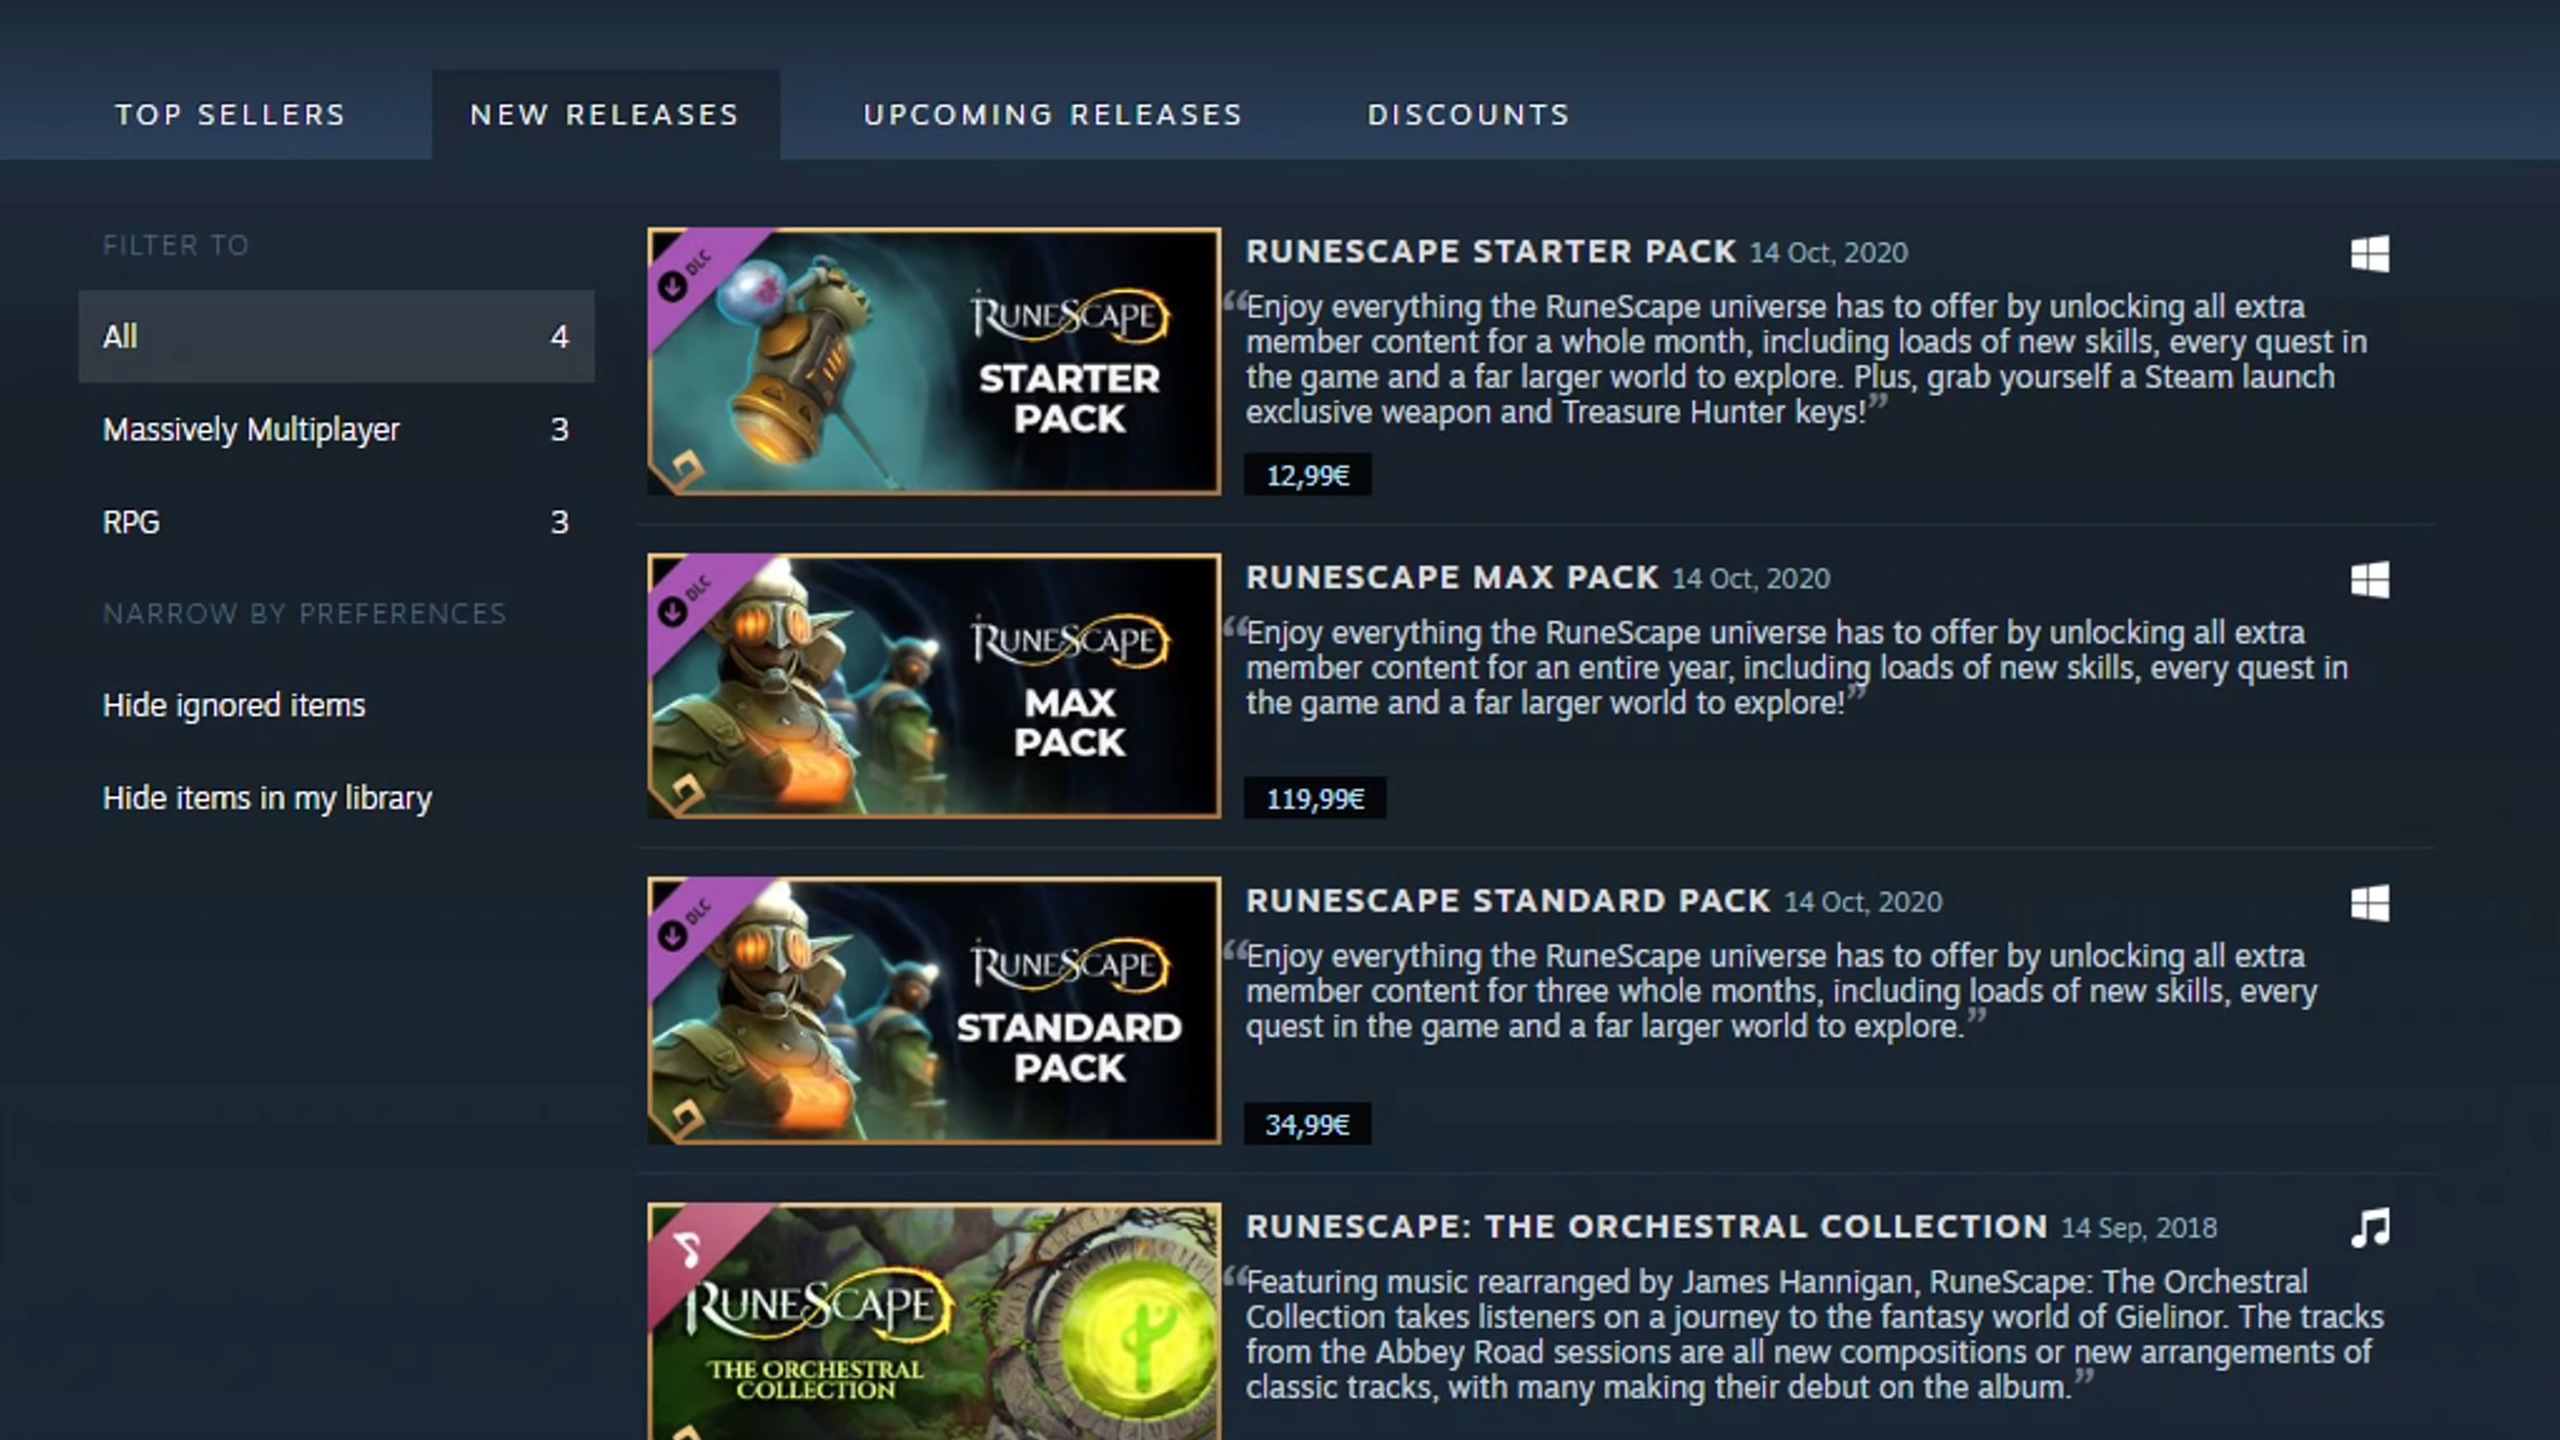 TOP SELLERS
NEW RELEASES
UPCOMING RELEASES
DISCOUNTS
FILTER TO
All 4
Massively Multiplayer 3
RPG 3
NARROW BY PREFERENCES
Hide ignored items
Hide items in my library
DLC
RUNESCAPE
STARTER
PACK
RUNESCAPE STARTER PACK 14 Oct, 2020
“Enjoy everything the RuneScape universe has to offer by unlocking all extra
member content for a whole month, including loads of new skills, every quest in
the game and a far larger world to explore. Plus, grab yourself a Steam launch
exclusive weapon and Treasure Hunter keys!”
12,99€
DLC
RUNESCAPE
MAX
PACK
RUNESCAPE MAX PACK 14 Oct, 2020
“Enjoy everything the RuneScape universe has to offer by unlocking all extra
member content for an entire year, including loads of new skills, every quest in
the game and a far larger world to explore!”
119,99€
DLC
RUNESCAPE
STANDARD
PACK
RUNESCAPE STANDARD PACK 14 Oct, 2020
“Enjoy everything the RuneScape universe has to offer by unlocking all extra
member content for three whole months, including loads of new skills, every
quest in the game and a far larger world to explore.”
34,99€
RUNESCAPE
THE ORCHESTRAL
COLLECTION
RUNESCAPE: THE ORCHESTRAL COLLECTION 14 Sep, 2018
“Featuring music rearranged by James Hannigan, RuneScape: The Orchestral
Collection takes listeners on a journey to the fantasy world of Gielinor. The tracks
from the Abbey Road sessions are all new compositions or new arrangements of
classic tracks, with many making their debut on the album.”